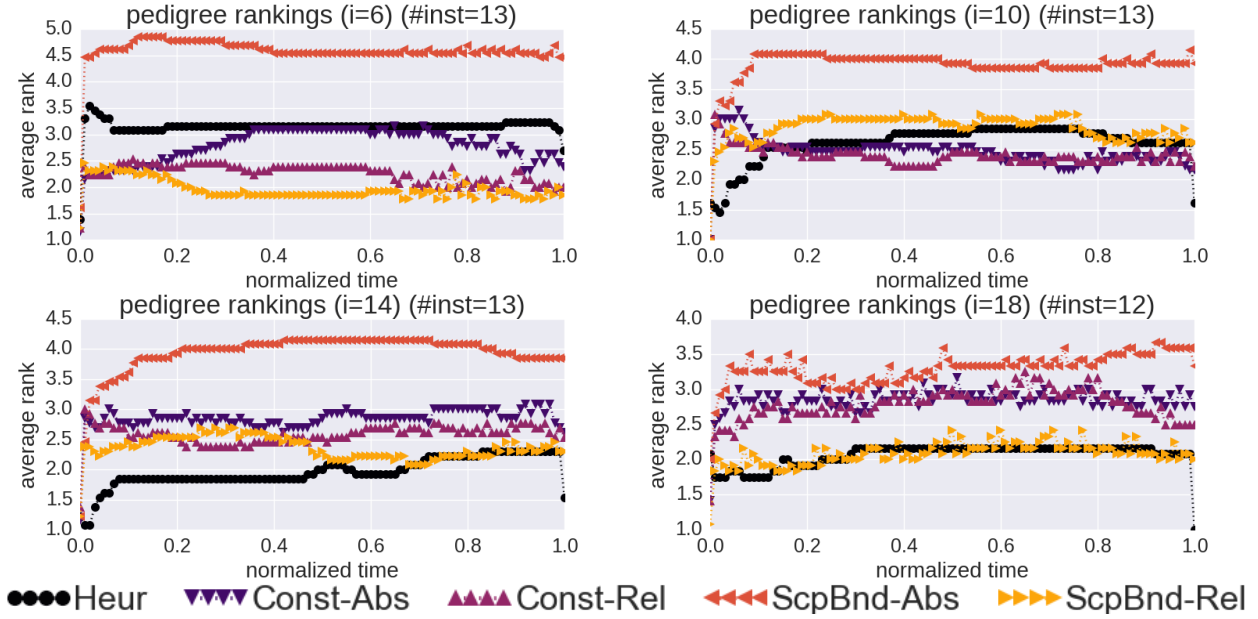 pedigree rankings (i=6) (#inst=13)
5.0
4.5
4.0
3.5
3.0
2.5
2.0
1.5
1.0
average rank
0.0 0.2 0.4 0.6 0.8 1.0
normalized time
pedigree rankings (i=10) (#inst=13)
4.5
4.0
3.5
3.0
2.5
2.0
1.5
1.0
average rank
0.0 0.2 0.4 0.6 0.8 1.0
normalized time
pedigree rankings (i=14) (#inst=13)
4.5
4.0
3.5
3.0
2.5
2.0
1.5
1.0
average rank
0.0 0.2 0.4 0.6 0.8 1.0
normalized time
pedigree rankings (i=18) (#inst=12)
4.0
3.5
3.0
2.5
2.0
1.5
1.0
average rank
0.0 0.2 0.4 0.6 0.8 1.0
normalized time
Heur Const-Abs Const-Rel ScpBnd-Abs ScpBnd-Rel